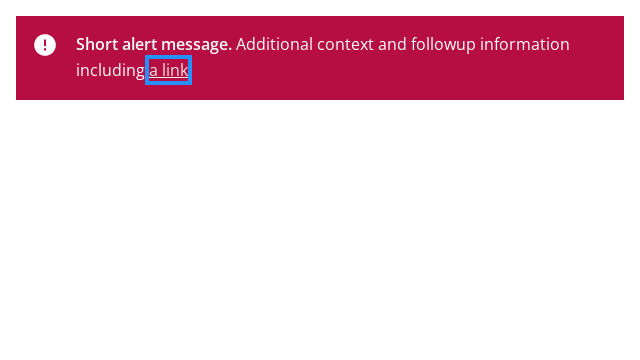 Short alert message. Additional context and followup information
including a link